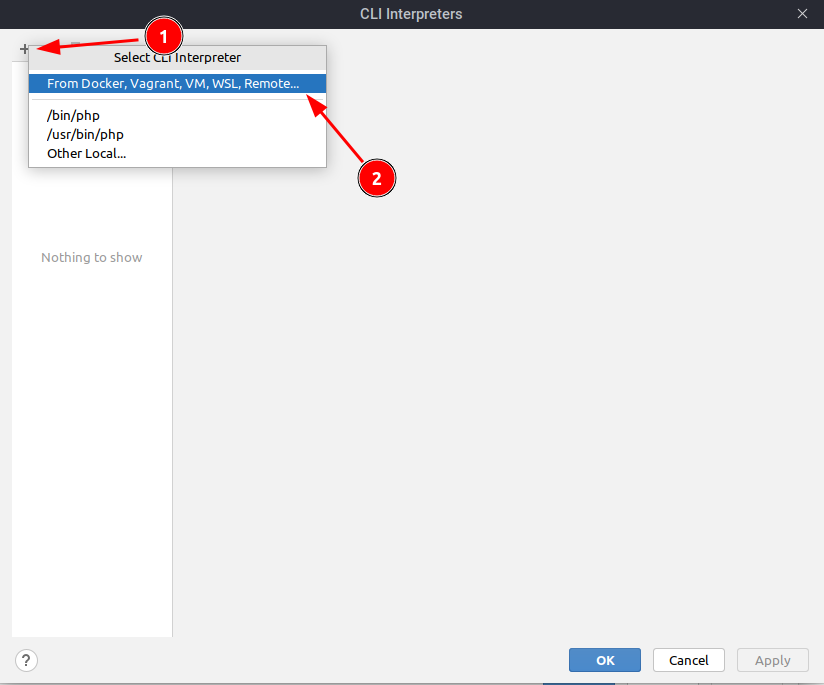 CLI Interpreters
+
1
Select CLI Interpreter
From Docker, Vagrant, VM, WSL, Remote...
/bin/php
/usr/bin/php
Other Local...
2
Nothing to show
?
OK
Cancel
Apply